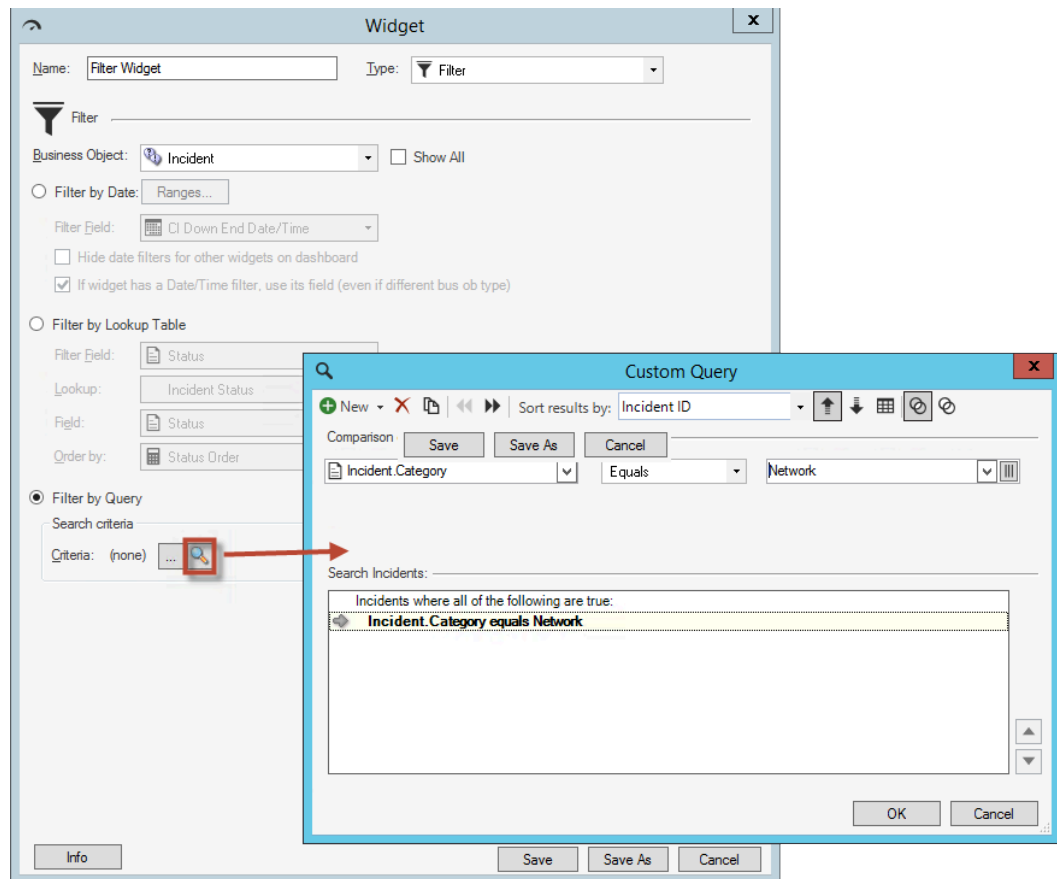 Widget
x
Name: Filter Widget Type: Filter
Filter
Business Object: Incident Show All
Filter by Date: Ranges...
Filter Field: CI Down End Date/Time
Hide date filters for other widgets on dashboard
If widget has a Date/Time filter, use its field (even if different bus ob type)
Filter by Lookup Table
Filter Field: Status
Lookup: Incident Status
Field: Status
Order by: Status Order
Filter by Query
Search criteria
Criteria: (none) ...
Custom Query
x
New Sort results by: Incident ID
Comparison Save Save As Cancel
Incident.Category Equals Network
Search Incidents:
Incidents where all of the following are true:
Incident.Category equals Network
OK Cancel
Info Save Save As Cancel